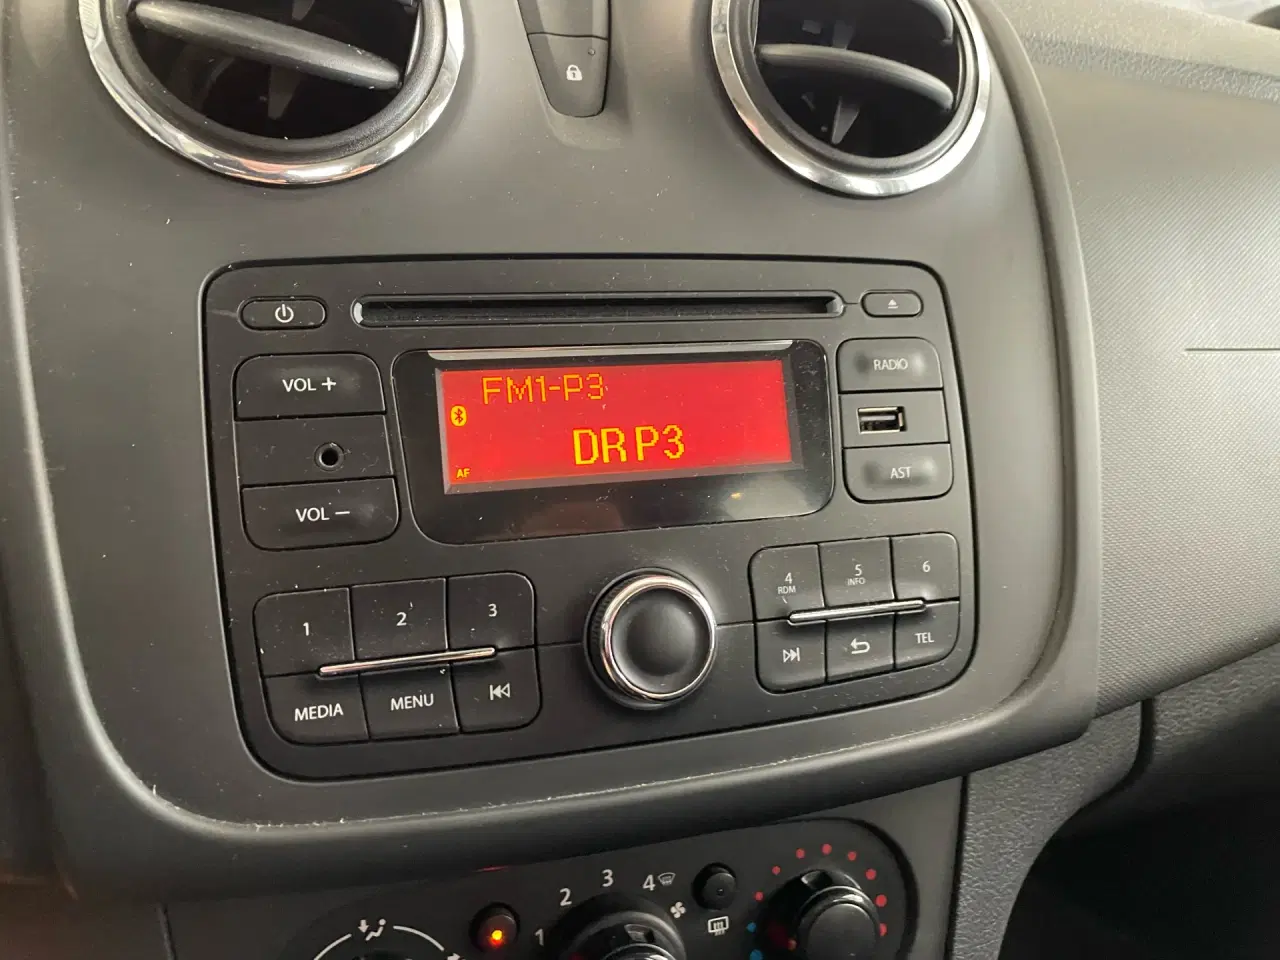 VOL +
VOL −
FM1-P3
DR P3
AF
RADIO
AST
1
2
3
MEDIA
MENU
4
RDM
5
INFO
6
TEL
1
2
3
4